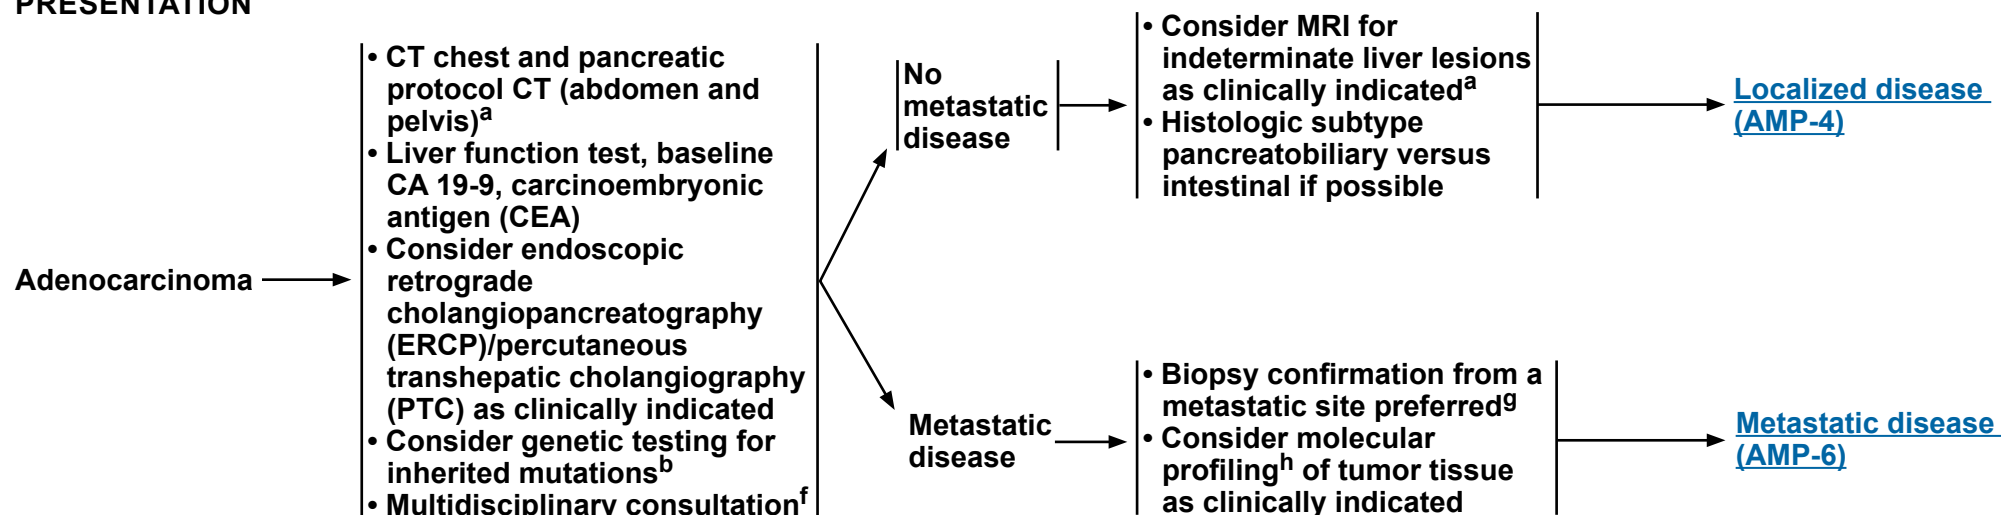 PRESENTATION
Adenocarcinoma
• CT chest and pancreatic
protocol CT (abdomen and
pelvis)a
• Liver function test, baseline
CA 19-9, carcinoembryonic
antigen (CEA)
• Consider endoscopic
retrograde
cholangiopancreatography
(ERCP)/percutaneous
transhepatic cholangiography
(PTC) as clinically indicated
• Consider genetic testing for
inherited mutationsb
• Multidisciplinary consultationf
No
metastatic
disease
• Consider MRI for
indeterminate liver lesions
as clinically indicateda
• Histologic subtype
pancreatobiliary versus
intestinal if possible
Localized disease
(AMP-4)
Metastatic
disease
• Biopsy confirmation from a
metastatic site preferredg
• Consider molecular
profilingh of tumor tissue
as clinically indicated
Metastatic disease
(AMP-6)